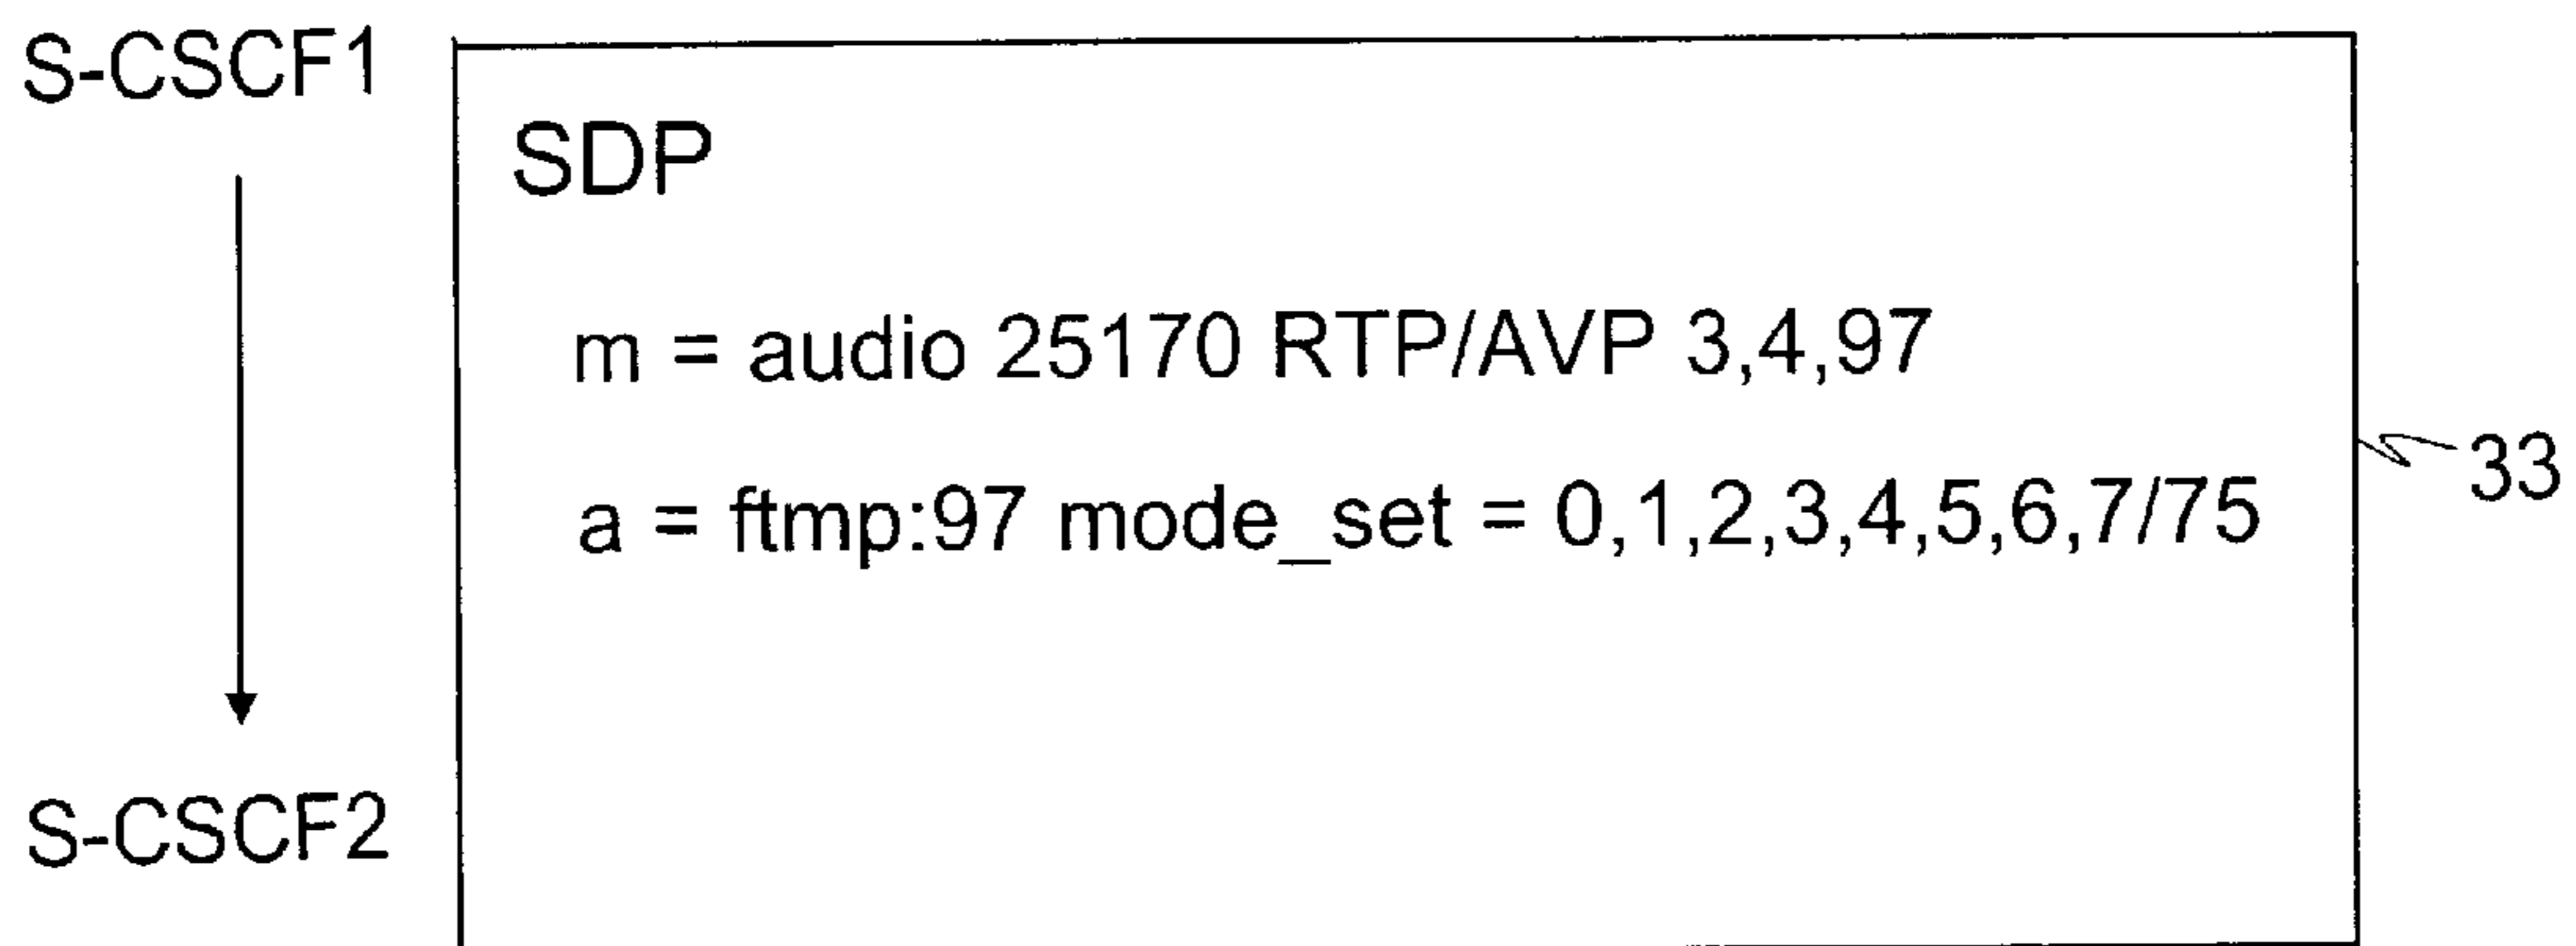 S-CSCF1
SDP
m = audio 25170 RTP/AVP 3,4,97
a = ftmp:97 mode_set = 0,1,2,3,4,5,6,7/75
33
S-CSCF2